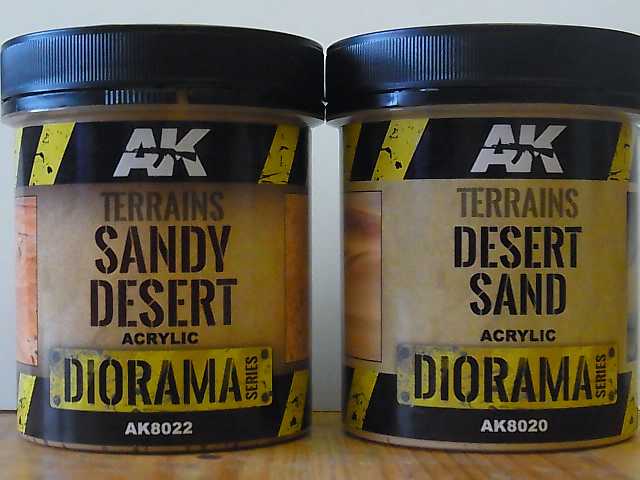 AK
TERRAINS
SANDY
DESERT
ACRYLIC
DIORAMA SERIES
AK8022
AK
TERRAINS
DESERT
SAND
ACRYLIC
DIORAMA SERIES
AK8020